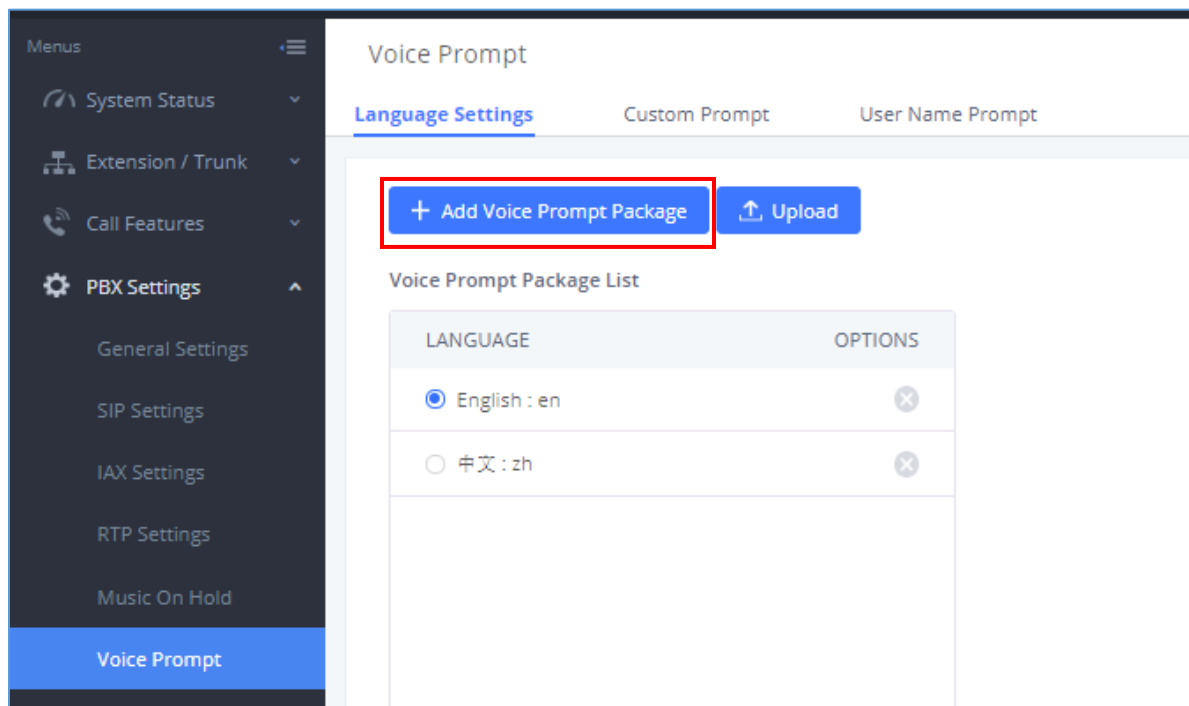 Menus
System Status
Extension / Trunk
Call Features
PBX Settings
General Settings
SIP Settings
IAX Settings
RTP Settings
Music On Hold
Voice Prompt
Voice Prompt
Language Settings Custom Prompt User Name Prompt
+ Add Voice Prompt Package Upload
Voice Prompt Package List
LANGUAGE OPTIONS
English : en
中文 : zh